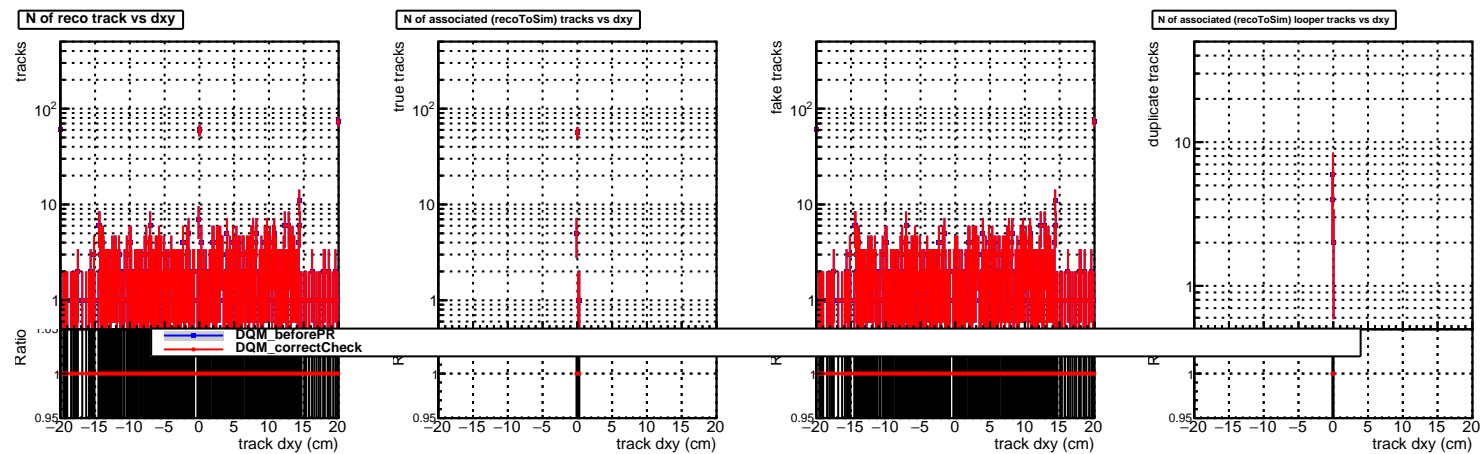 N of reco track vs dxy
N of associated (recoToSim) tracks vs dxy
N of associated (recoToSim) looper tracks vs dxy
tracks
10²
10
1
true tracks
10²
10
1
fake tracks
10²
10
1
duplicate tracks
10
1
DQM_beforePR
DQM_correctCheck
Ratio
1
0.95
−20 −15 −10 −5 0 5 10 15 20
track dxy (cm)
1
0.95
−20 −15 −10 −5 0 5 10 15 20
track dxy (cm)
1
0.95
−20 −15 −10 −5 0 5 10 15 20
track dxy (cm)
1
0.95
−20 −15 −10 −5 0 5 10 15 20
track dxy (cm)